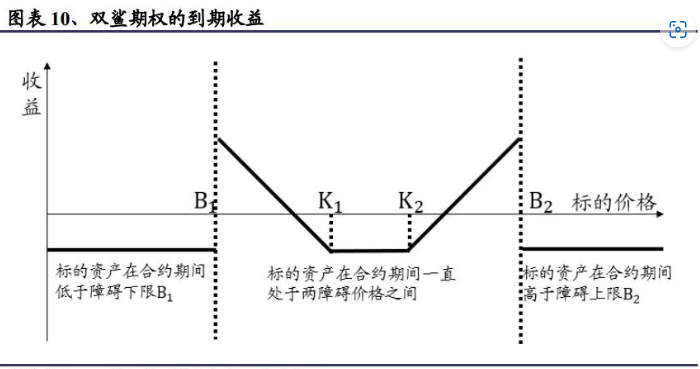 图表 10、双鲨期权的到期收益
收
益
B₁
K₁
K₂
B₂
标的价格
标的资产在合约期间
低于障碍下限B₁
标的资产在合约期间一直
处于两障碍价格之间
标的资产在合约期间
高于障碍上限B₂